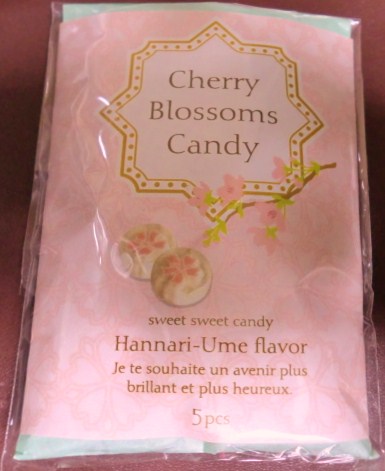 Cherry
Blossoms
Candy
sweet sweet candy
Hannari-Ume flavor
Je te souhaite un avenir plus
brillant et plus heureux.
5pcs